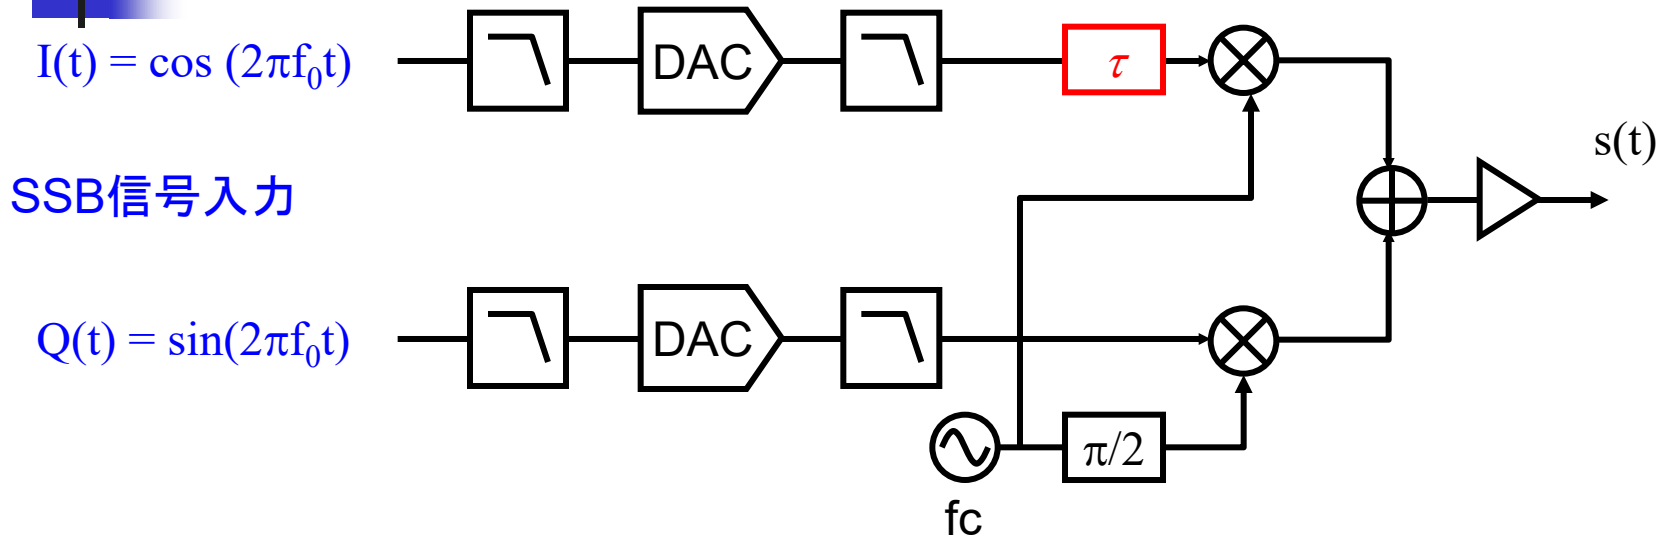 I(t) = cos (2πf₀t)
DAC
τ
s(t)
SSB信号入力
Q(t) = sin(2πf₀t)
DAC
π/2
fc